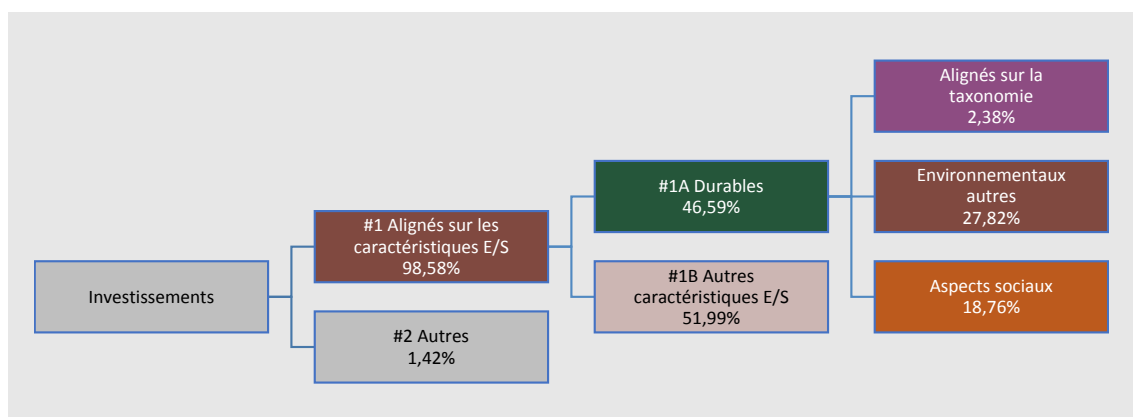 Investissements
#1 Alignés sur les
caractéristiques E/S
98,58%
#2 Autres
1,42%
#1A Durables
46,59%
#1B Autres
caractéristiques E/S
51,99%
Alignés sur la
taxonomie
2,38%
Environnementaux
autres
27,82%
Aspects sociaux
18,76%